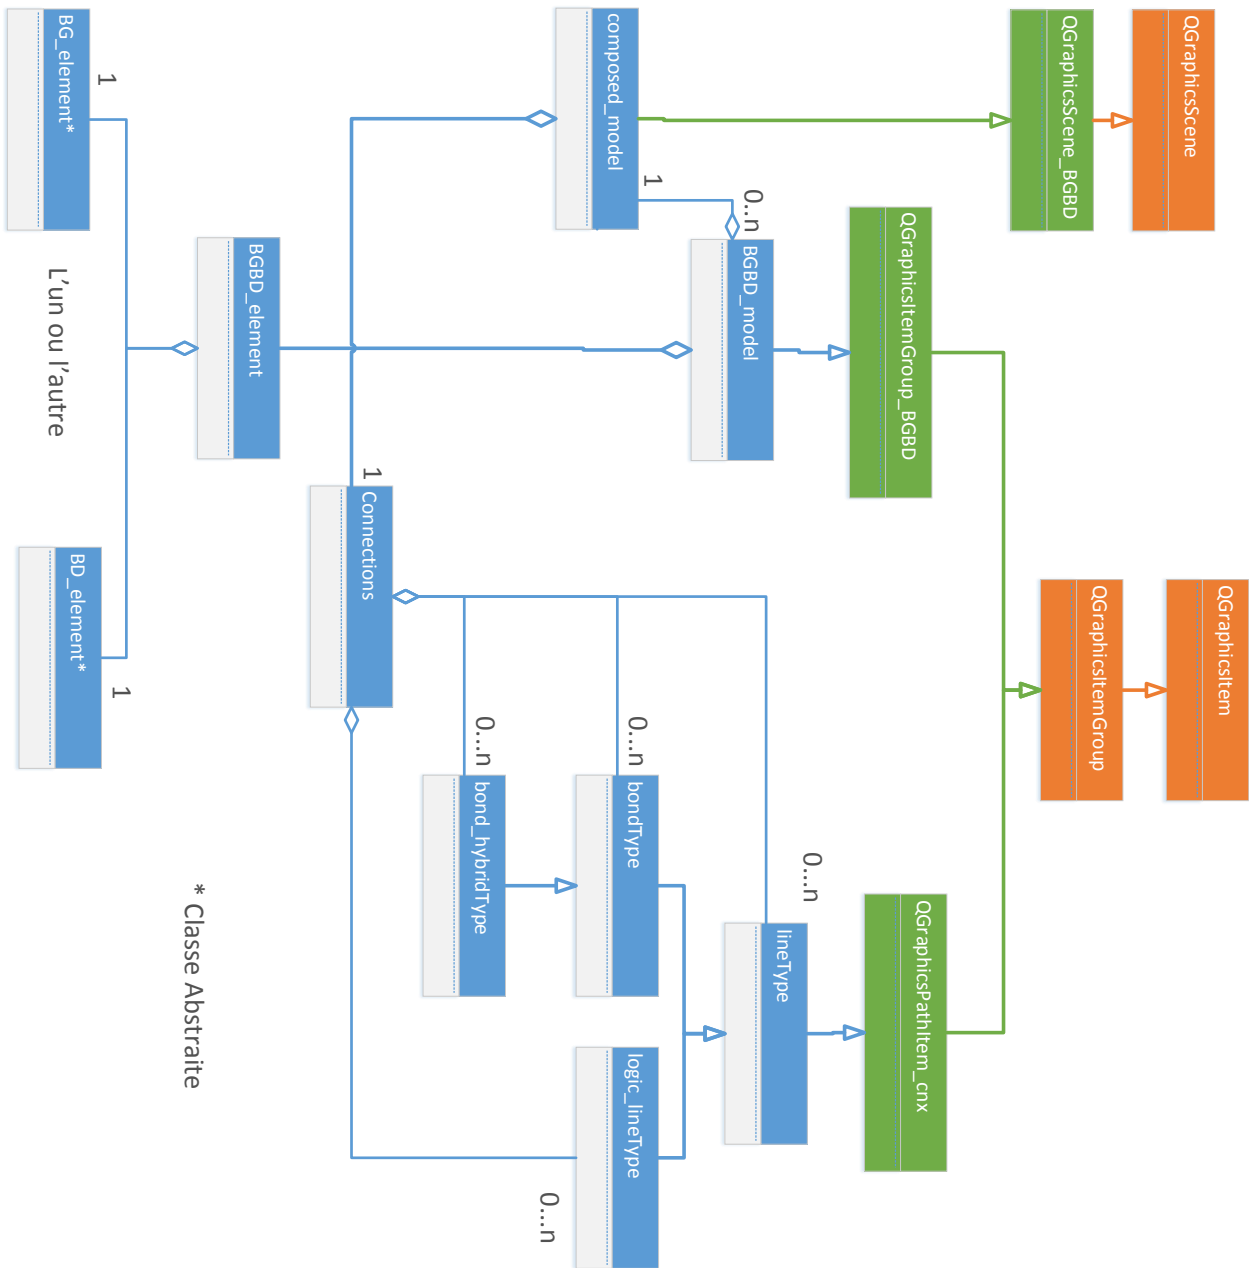 QGraphicsScene
QGraphicsItem
QGraphicsScene_BGBD
QGraphicsItemGroup
QGraphicsItemGroup_BGBD
QGraphicsPathItem_cnx
0...n
BGBD_model
0...n
lineType
1
composed_model
0...n
bondType
logic_lineType
0...n
0...n
bond_hybridType
1
Connections
BGBD_element
* Classe Abstraite
1
1
BG_element*
L'un ou l'autre
BD_element*